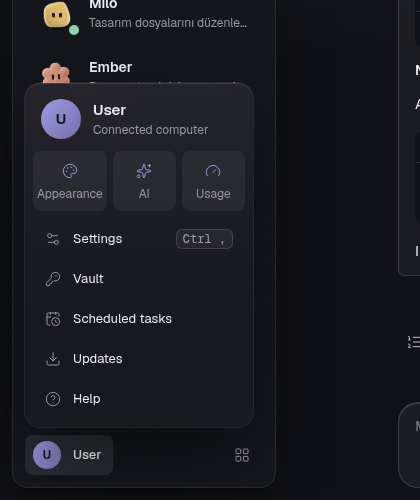 Milo
Tasarım dosyalarını düzenle...
Ember
U
User
Connected computer
Appearance
AI
Usage
Settings
Ctrl ,
Vault
Scheduled tasks
Updates
Help
U
User